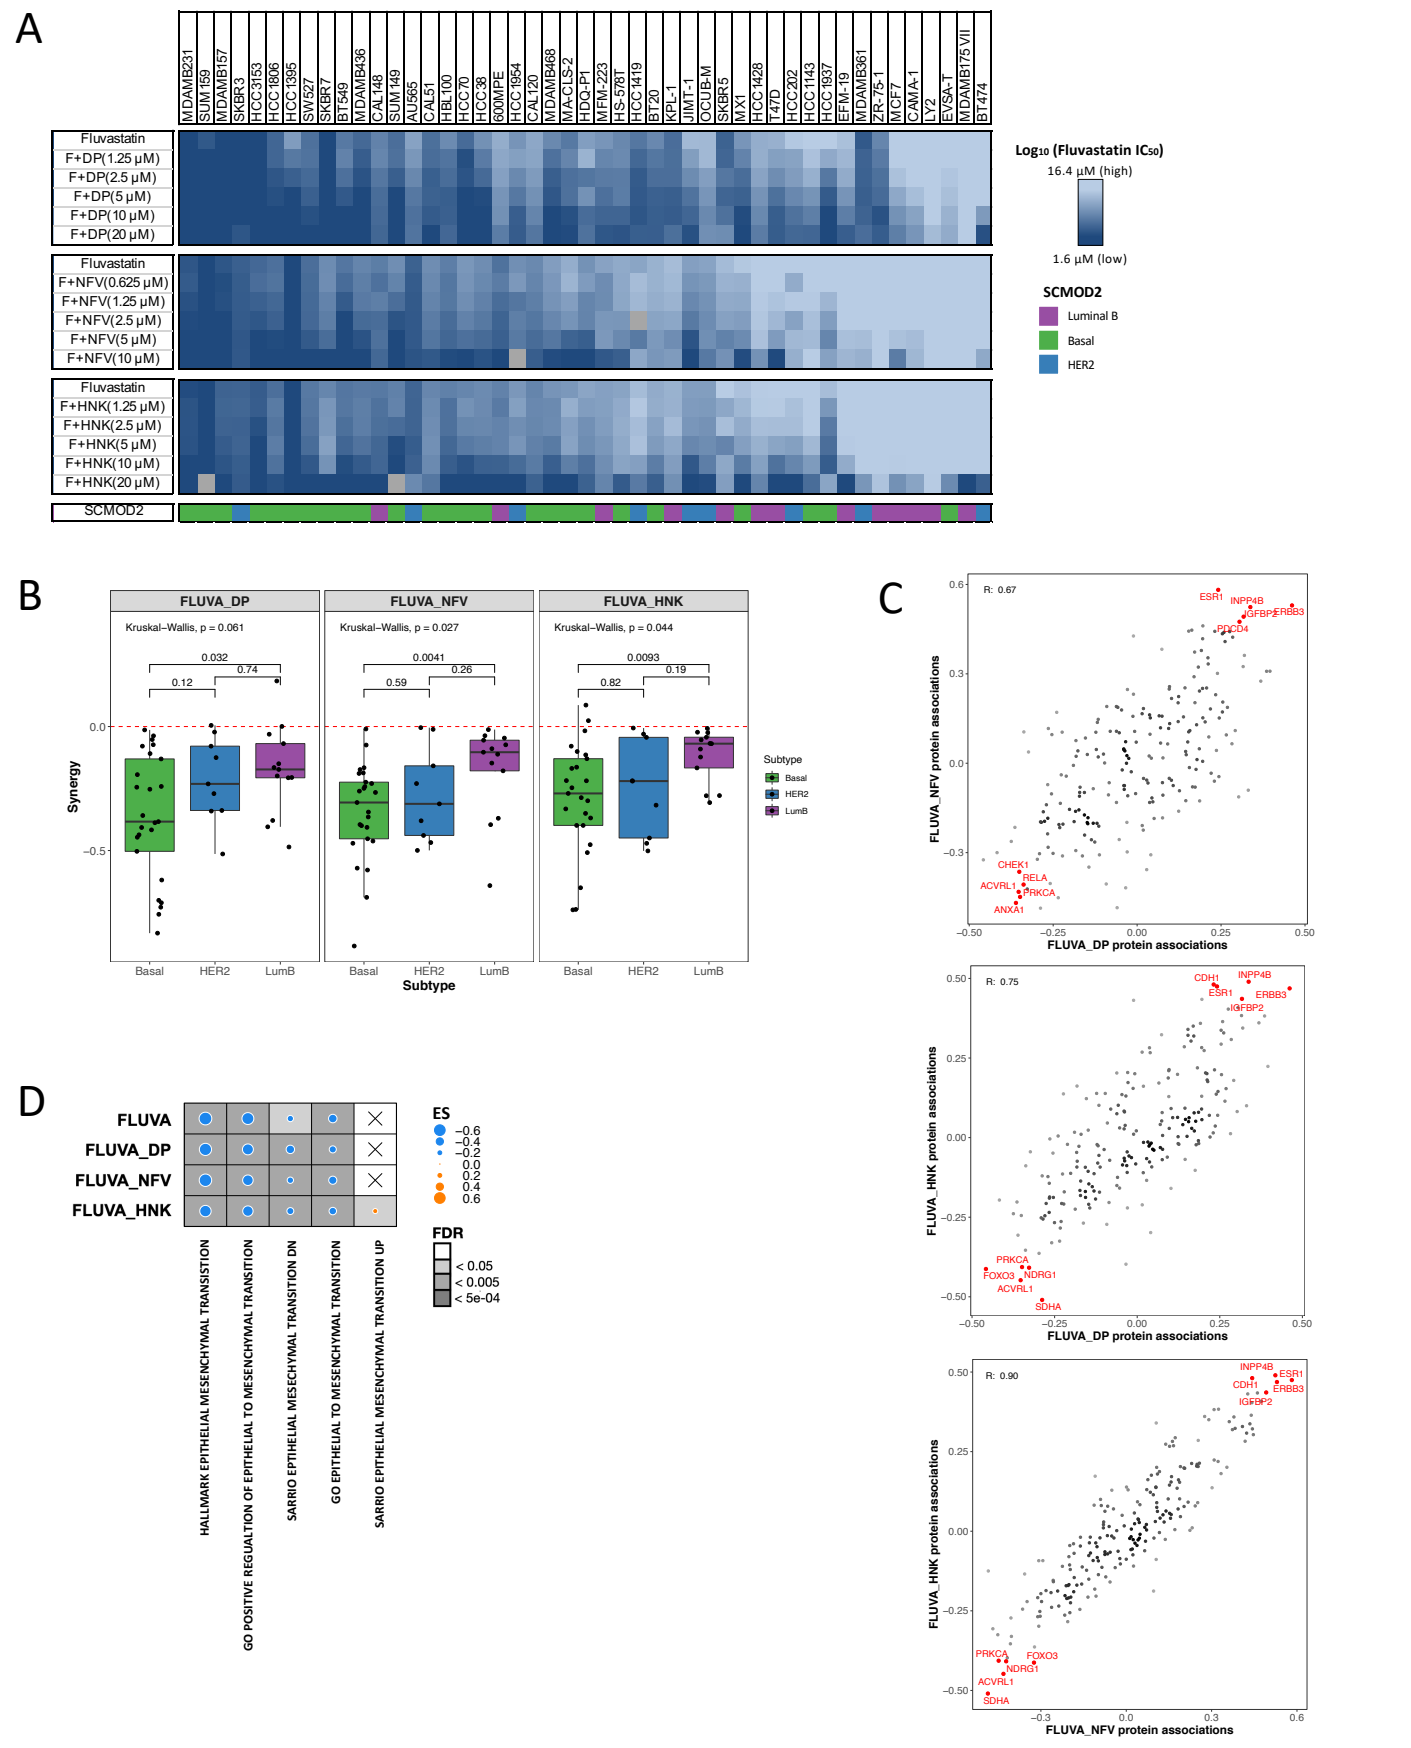 A
MDAMB231
SUM159
MDAMB157
SKBR3
HCC3153
HCC1806
HCC1395
SW527
SKBR7
BT549
MDAMB436
CAL148
SUM149
AU565
CAL51
HBL100
HCC70
HCC38
600MPE
HCC1954
CAL120
MDAMB468
MA-CLS-2
HDQ-P1
MFM-223
HS-578T
HCC1419
BT20
KPL-1
JIMT-1
OCUB-M
SKBR5
MX1
HCC1428
T47D
HCC202
HCC1143
HCC1937
EFM-19
MDAMB361
ZR-75-1
MCF7
CAMA-1
LY2
EVSA-T
MDAMB175 VII
BT474
Fluvastatin
F+DP(1.25 µM)
F+DP(2.5 µM)
F+DP(5 µM)
F+DP(10 µM)
F+DP(20 µM)
Fluvastatin
F+NFV(0.625 µM)
F+NFV(1.25 µM)
F+NFV(2.5 µM)
F+NFV(5 µM)
F+NFV(10 µM)
Fluvastatin
F+HNK(1.25 µM)
F+HNK(2.5 µM)
F+HNK(5 µM)
F+HNK(10 µM)
F+HNK(20 µM)
SCMOD2
Log10 (Fluvastatin IC50)
16.4 µM (high)
1.6 µM (low)
SCMOD2
Luminal B
Basal
HER2
B
FLUVA_DP
FLUVA_NFV
FLUVA_HNK
Kruskal−Wallis, p = 0.061
Kruskal−Wallis, p = 0.027
Kruskal−Wallis, p = 0.044
0.032
0.74
0.12
0.0041
0.26
0.59
0.0093
0.19
0.82
0.0
−0.5
Synergy
Basal
HER2
LumB
Basal
HER2
LumB
Basal
HER2
LumB
Subtype
Subtype
Basal
HER2
LumB
C
R: 0.67
ESR1
INPP4B
IGFBP2
ERBB3
PDCD4
CHEK1
RELA
ACVRL1
PRKCA
ANXA1
0.6
0.3
0.0
−0.3
−0.50
−0.25
0.00
0.25
0.50
FLUVA_NFV protein associations
FLUVA_DP protein associations
R: 0.75
CDH1
INPP4B
ESR1
ERBB3
IGFBP2
PRKCA
FOXO3
NDRG1
ACVRL1
SDHA
0.50
0.25
0.00
−0.25
−0.50
−0.50
−0.25
0.00
0.25
0.50
FLUVA_HNK protein associations
FLUVA_DP protein associations
R: 0.90
INPP4B
ESR1
CDH1
ERBB3
IGFBP2
PRKCA
FOXO3
NDRG1
ACVRL1
SDHA
0.50
0.25
0.00
−0.25
−0.50
−0.3
0.0
0.3
0.6
FLUVA_HNK protein associations
FLUVA_NFV protein associations
D
FLUVA
FLUVA_DP
FLUVA_NFV
FLUVA_HNK
HALLMARK EPITHELIAL MESENCHYMAL TRANSISTION
GO POSITIVE REGUALTION OF EPITHELIAL TO MESENCHYMAL TRANSITION
SARRIO EPTIHELIAL MESECHYMAL TRANSITION DN
GO EPITHELIAL TO MESENCHYMAL TRANSITION
SARRIO EPITHELIAL MESENCHYMAL TRANSITION UP
ES
−0.6
−0.4
−0.2
0.0
0.2
0.4
0.6
FDR
< 0.05
< 0.005
< 5e-04